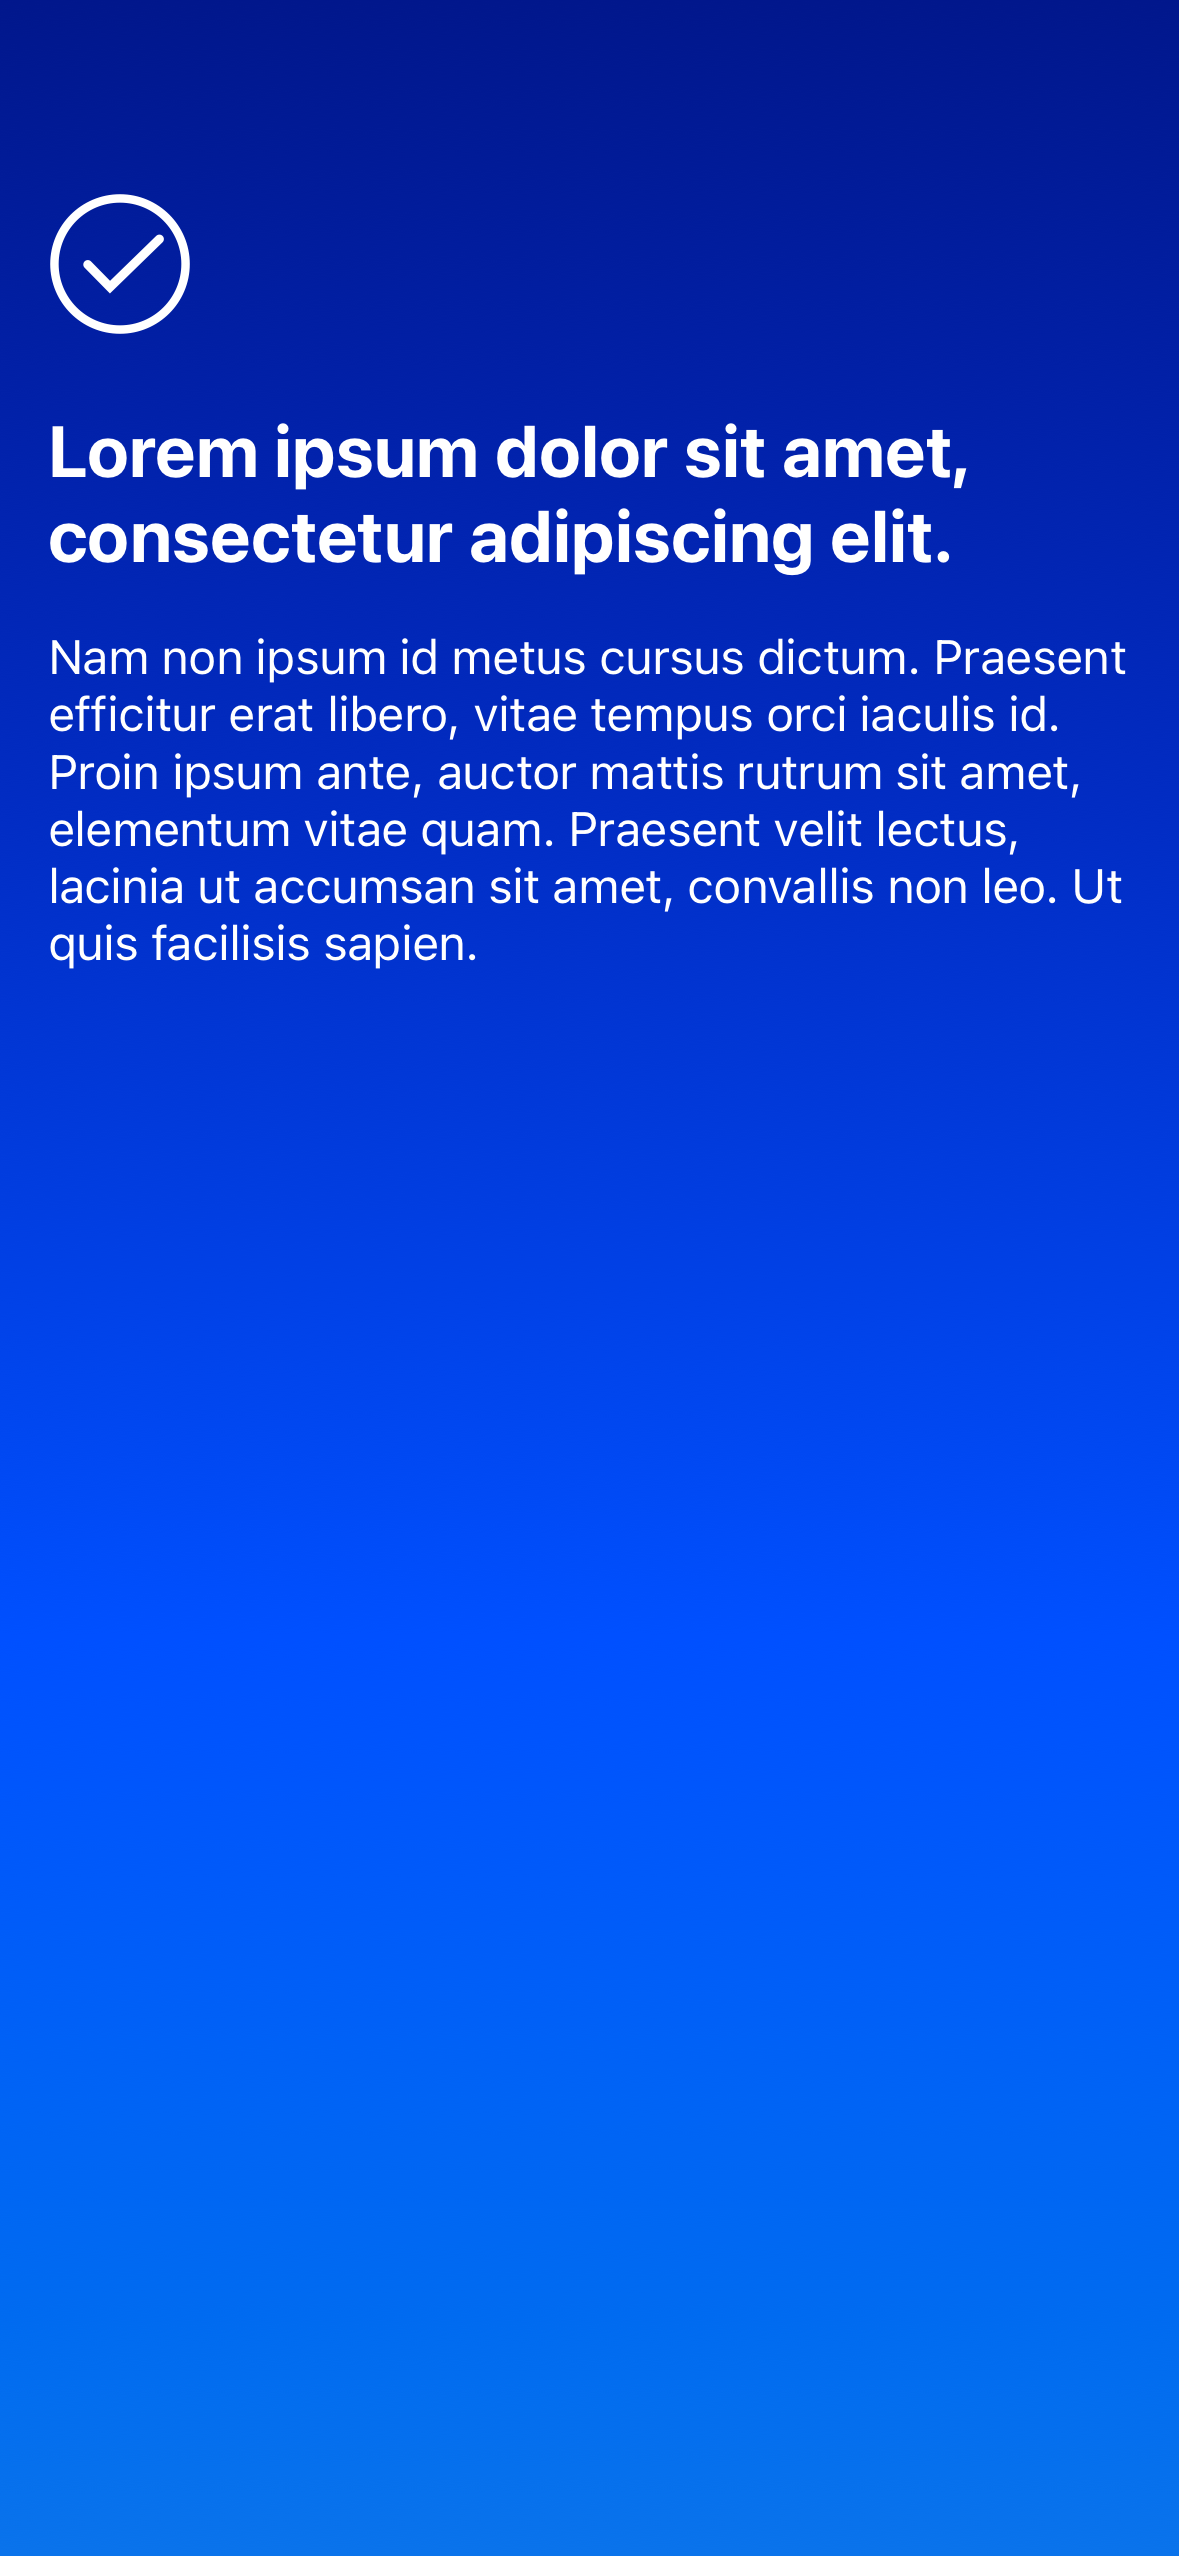 Lorem ipsum dolor sit amet,
consectetur adipiscing elit.
Nam non ipsum id metus cursus dictum. Praesent
efficitur erat libero, vitae tempus orci iaculis id.
Proin ipsum ante, auctor mattis rutrum sit amet,
elementum vitae quam. Praesent velit lectus,
lacinia ut accumsan sit amet, convallis non leo. Ut
quis facilisis sapien.